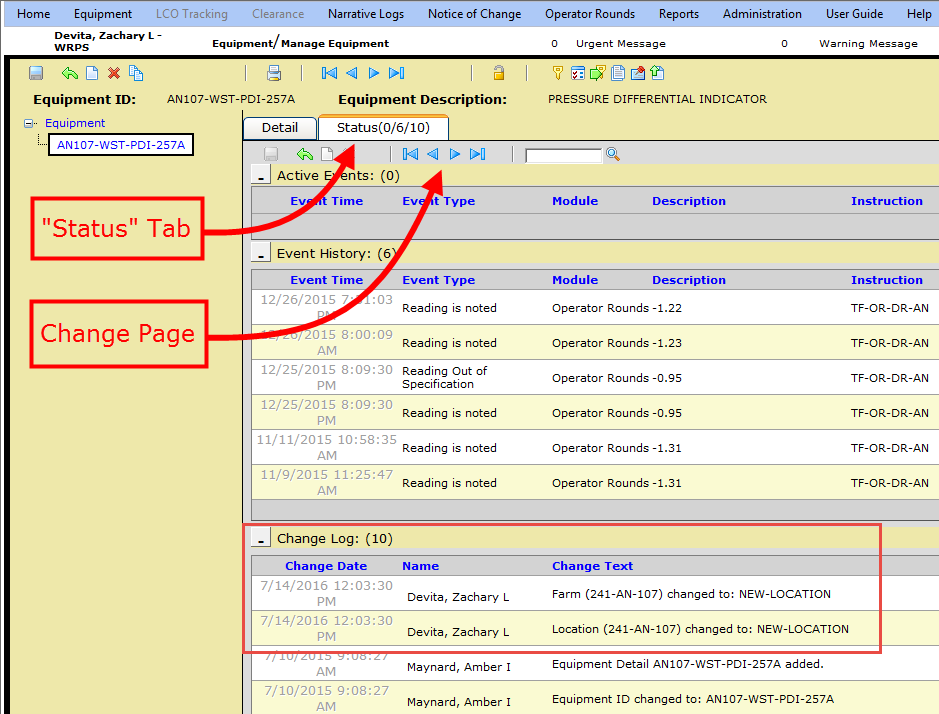 Home Equipment LCO Tracking Clearance Narrative Logs Notice of Change Operator Rounds Reports Administration User Guide Help
Devita, Zachary L -
WRPS
Equipment/Manage Equipment
0 Urgent Message 0 Warning Message
Equipment ID: AN107-WST-PDI-257A Equipment Description: PRESSURE DIFFERENTIAL INDICATOR
Equipment
AN107-WST-PDI-257A
Detail Status(0/6/10)
"Status" Tab
Change Page
- Active Events: (0)
Event Time Event Type Module Description Instruction
- Event History: (6)
Event Time Event Type Module Description Instruction
12/26/2015 7:31:03
PM
Reading is noted Operator Rounds -1.22 TF-OR-DR-AN
12/26/2015 8:00:09
AM
Reading is noted Operator Rounds -1.23 TF-OR-DR-AN
12/25/2015 8:09:30
PM
Reading Out of
Specification
Operator Rounds -0.95 TF-OR-DR-AN
12/25/2015 8:09:30
PM
Reading is noted Operator Rounds -0.95 TF-OR-DR-AN
11/11/2015 10:58:35
AM
Reading is noted Operator Rounds -1.31 TF-OR-DR-AN
11/9/2015 11:25:47
AM
Reading is noted Operator Rounds -1.31 TF-OR-DR-AN
- Change Log: (10)
Change Date Name Change Text
7/14/2016 12:03:30
PM
Devita, Zachary L Farm (241-AN-107) changed to: NEW-LOCATION
7/14/2016 12:03:30
PM
Devita, Zachary L Location (241-AN-107) changed to: NEW-LOCATION
7/10/2015 9:08:27
AM
Maynard, Amber I Equipment Detail AN107-WST-PDI-257A added.
7/10/2015 9:08:27
AM
Maynard, Amber I Equipment ID changed to: AN107-WST-PDI-257A